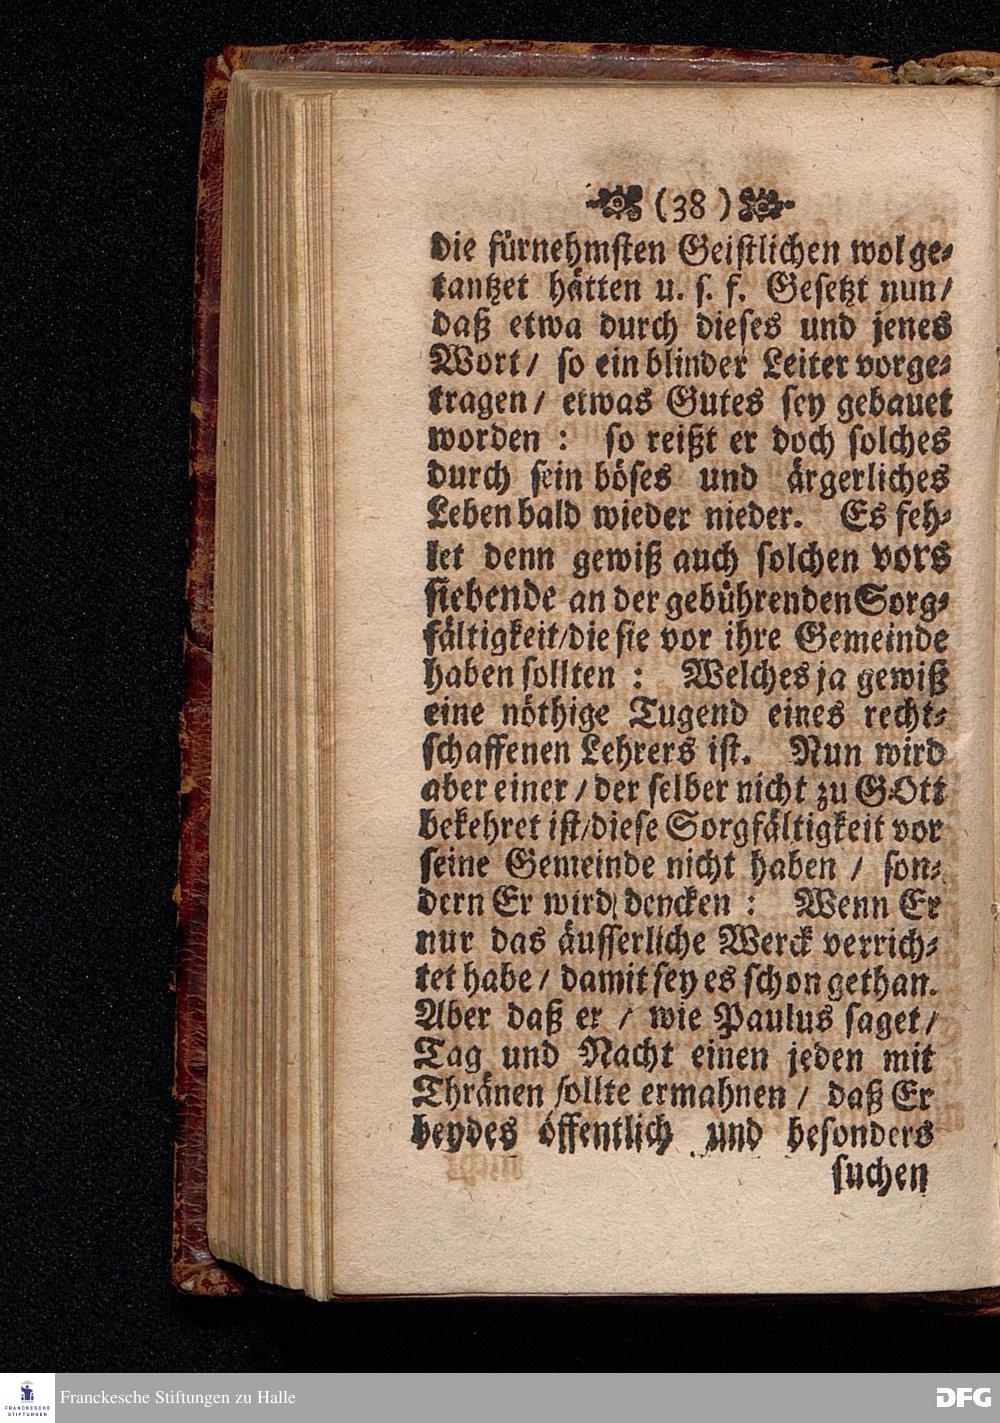 (38)
die fürnehmsten Geistlichen wol ge-
tantzet hätten u. s. f. Gesetzt nun/
daß etwa durch dieses und jenes
Wort/ so ein blinder Leiter vorge-
tragen/ etwas Gutes sey gebauet
worden : so reißt er doch solches
durch sein böses und ärgerliches
Leben bald wieder nieder. Es feh-
let denn gewiß auch solchen vors
siebende an der gebührenden Sorg-
fältigkeit/die sie vor ihre Gemeinde
haben sollten : Welches ja gewiß
eine nöthige Tugend eines recht-
schaffenen Lehrers ist. Nun wird
aber einer/ der selber nicht zu GOtt
bekehret ist/diese Sorgfältigkeit vor
seine Gemeinde nicht haben / son-
dern Er wird dencken : Wenn Er
nur das äusserliche Werck verrich-
tet habe/ damit sey es schon gethan.
Aber daß er / wie Paulus saget/
Tag und Nacht einen jeden mit
Thränen sollte ermahnen / daß Er
beydes öffentlich und besonders
suchen
FRANCKESCHE
STIFTUNGEN
Franckesche Stiftungen zu Halle
DFG